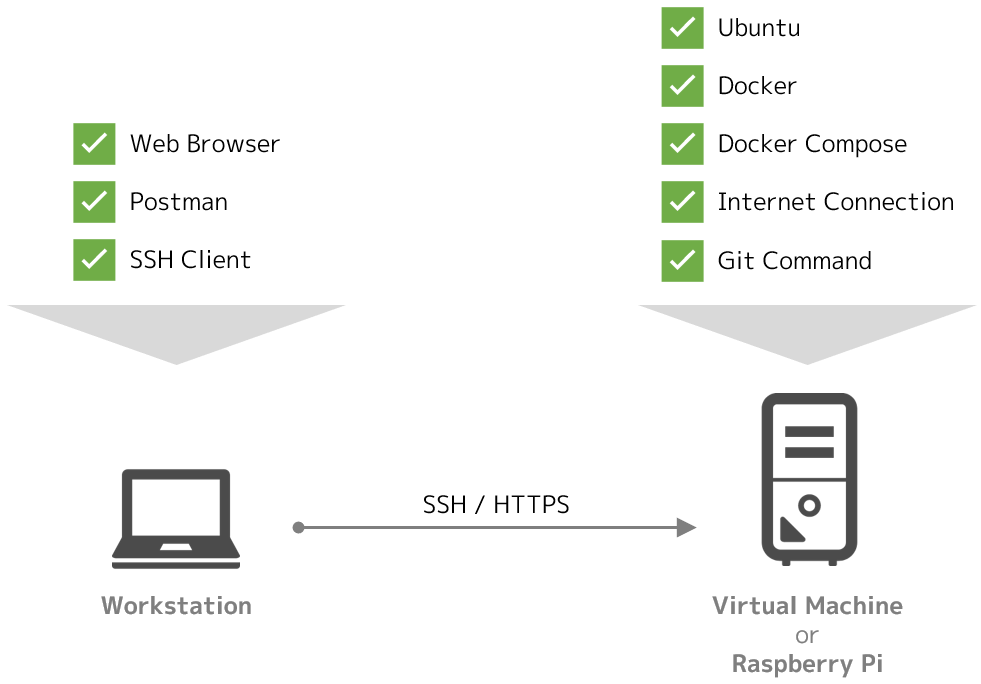 Web Browser
Postman
SSH Client
Ubuntu
Docker
Docker Compose
Internet Connection
Git Command
SSH / HTTPS
Workstation
Virtual Machine
or
Raspberry Pi